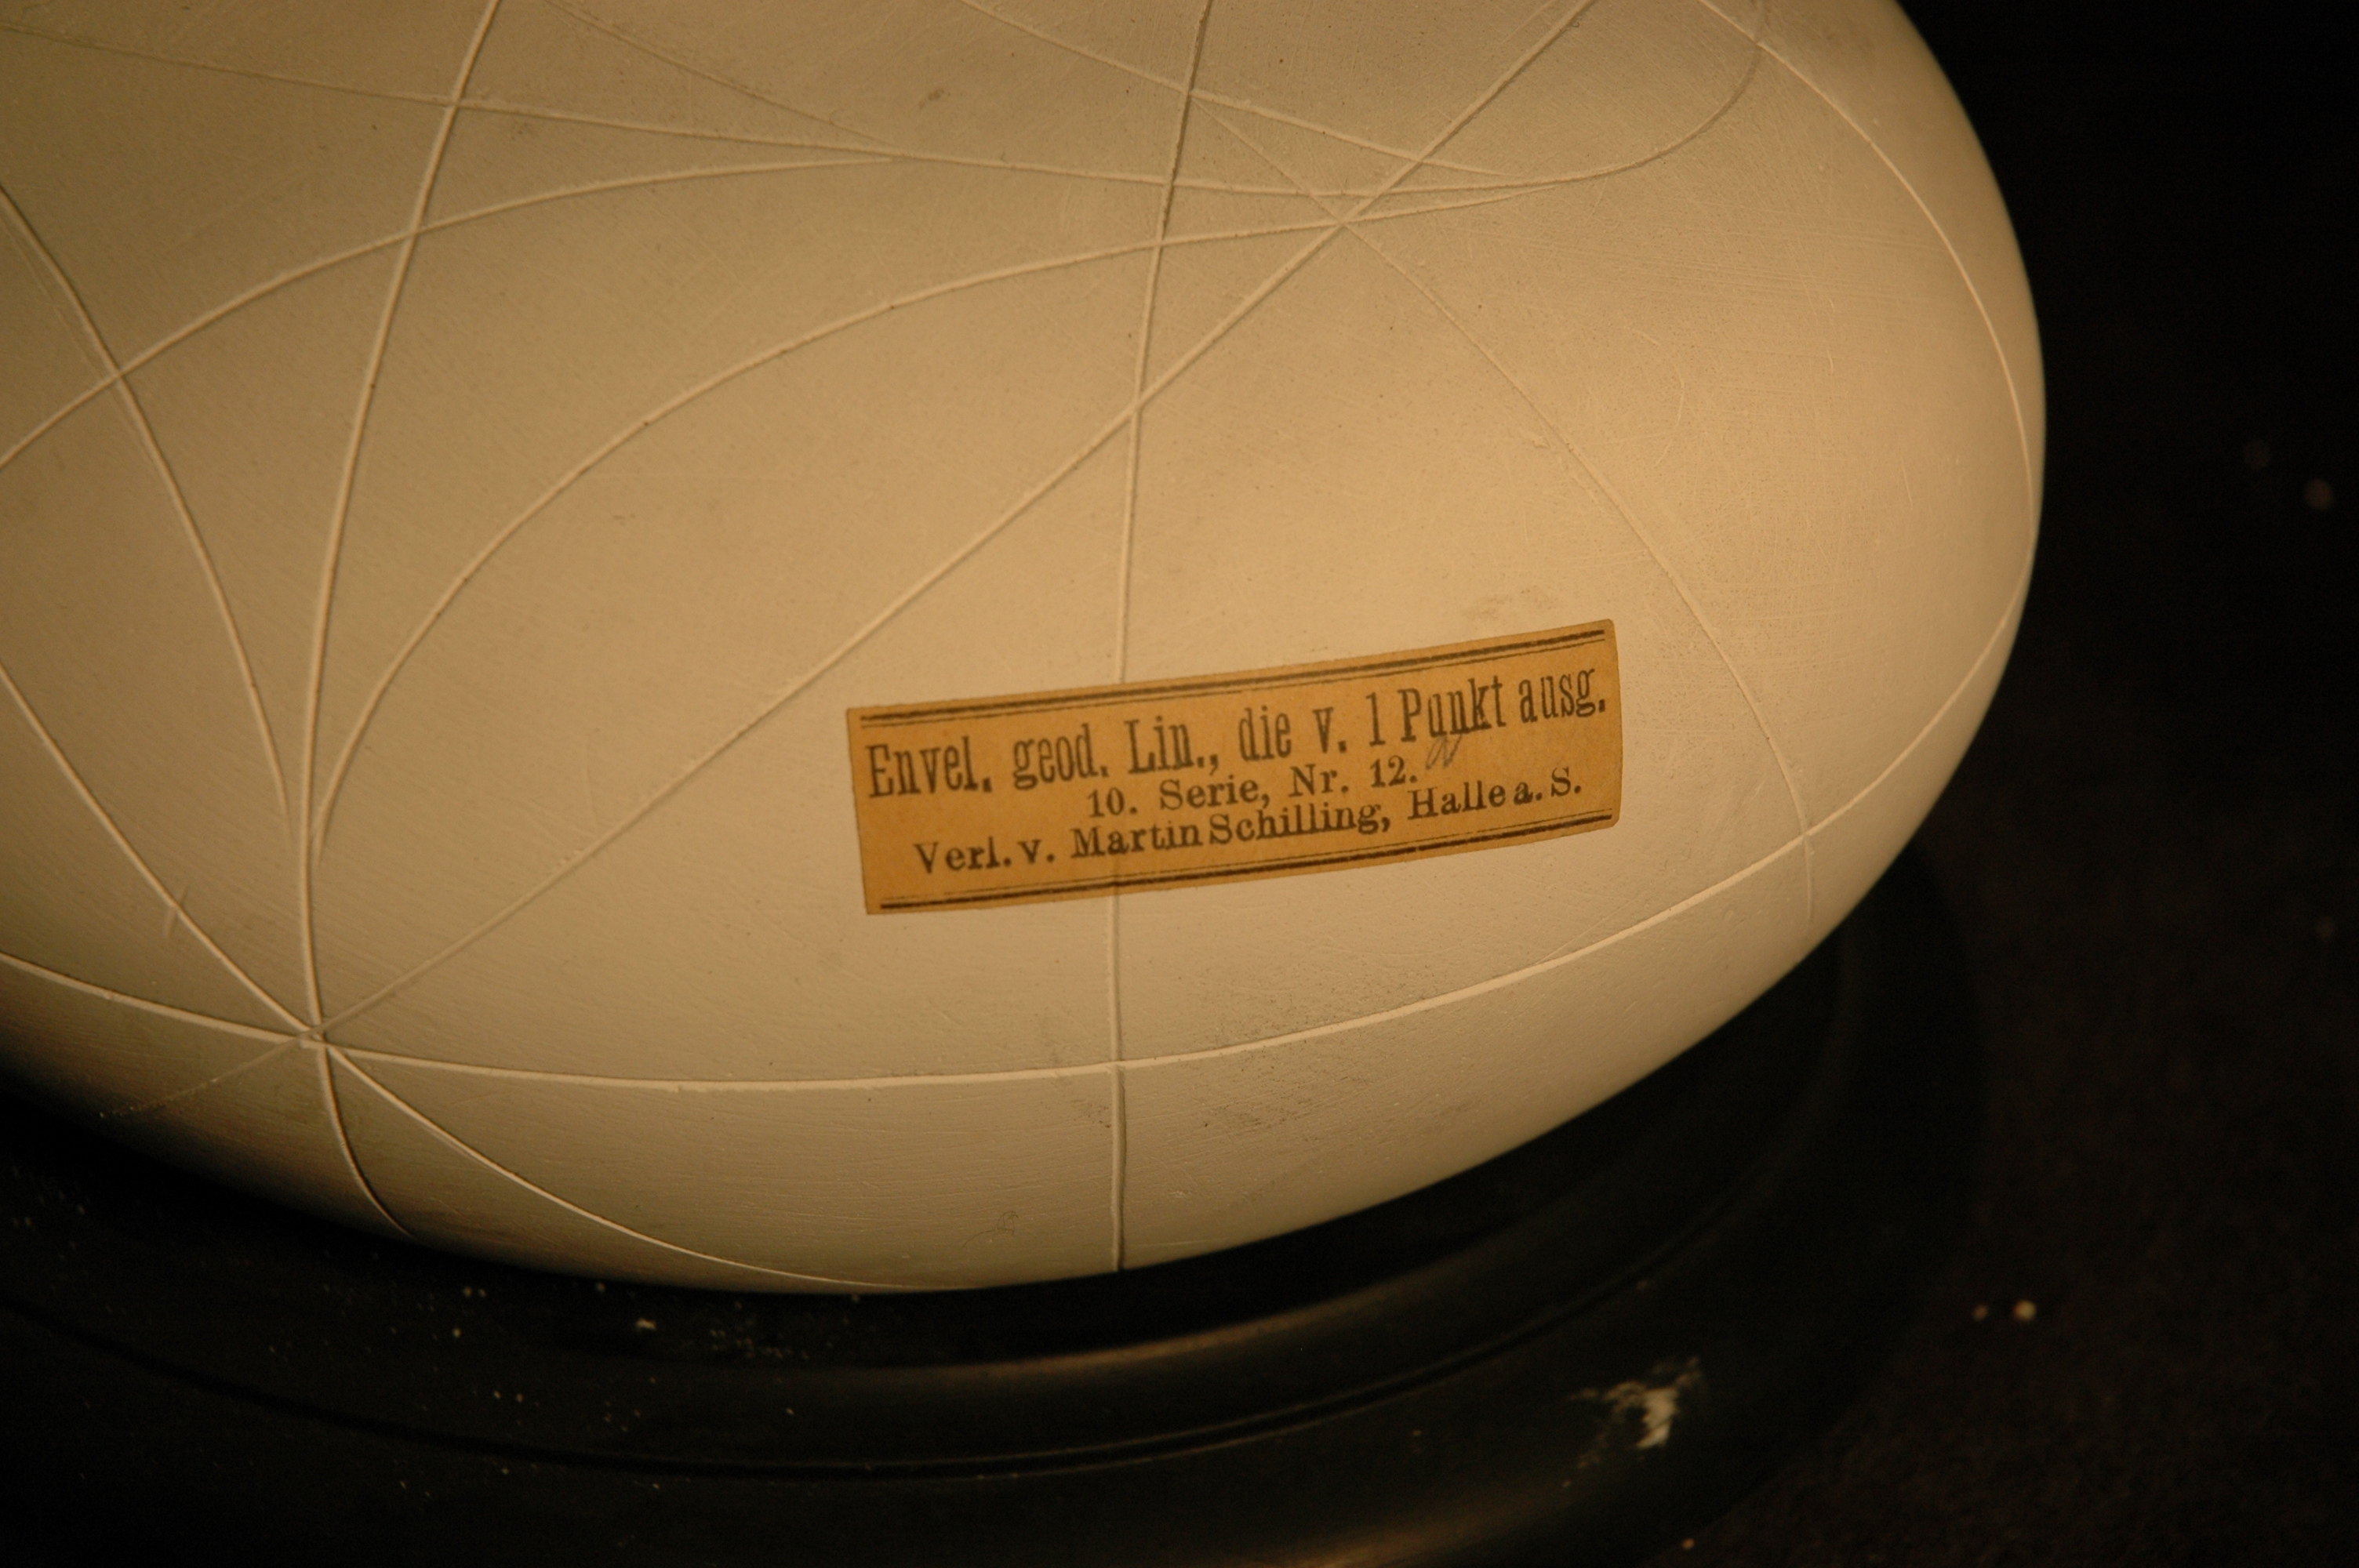 Envel. geod. Lin., die v. 1 Punkt ausg.
10. Serie, Nr. 12. a
Verl. v. Martin Schilling, Halle a. S.